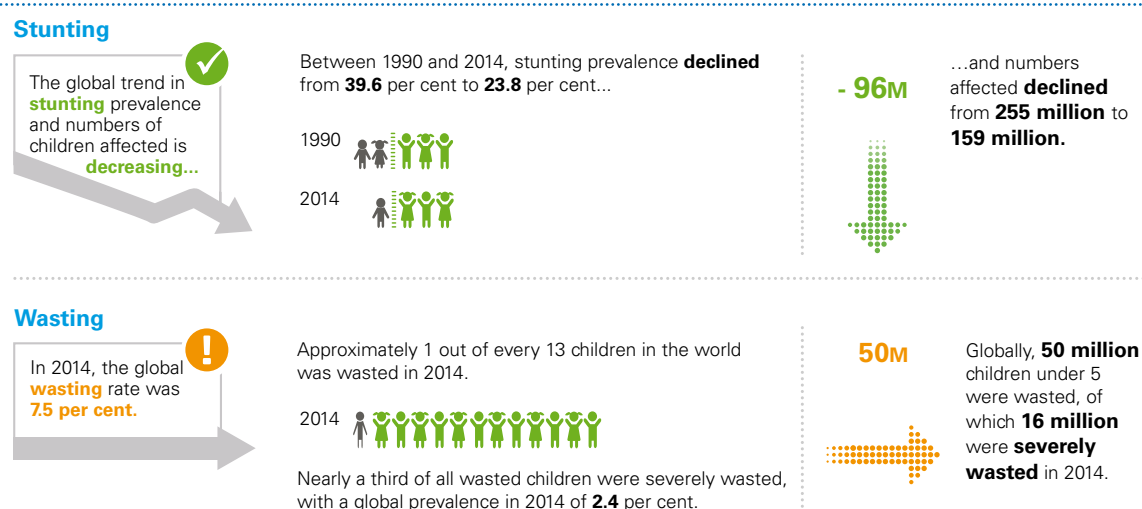 Stunting
The global trend in
stunting prevalence
and numbers of
children affected is
decreasing...
Between 1990 and 2014, stunting prevalence declined
from 39.6 per cent to 23.8 per cent...
1990
2014
- 96M
…and numbers
affected declined
from 255 million to
159 million.
Wasting
In 2014, the global
wasting rate was
7.5 per cent.
Approximately 1 out of every 13 children in the world
was wasted in 2014.
2014
Nearly a third of all wasted children were severely wasted,
with a global prevalence in 2014 of 2.4 per cent.
50M
Globally, 50 million
children under 5
were wasted, of
which 16 million
were severely
wasted in 2014.